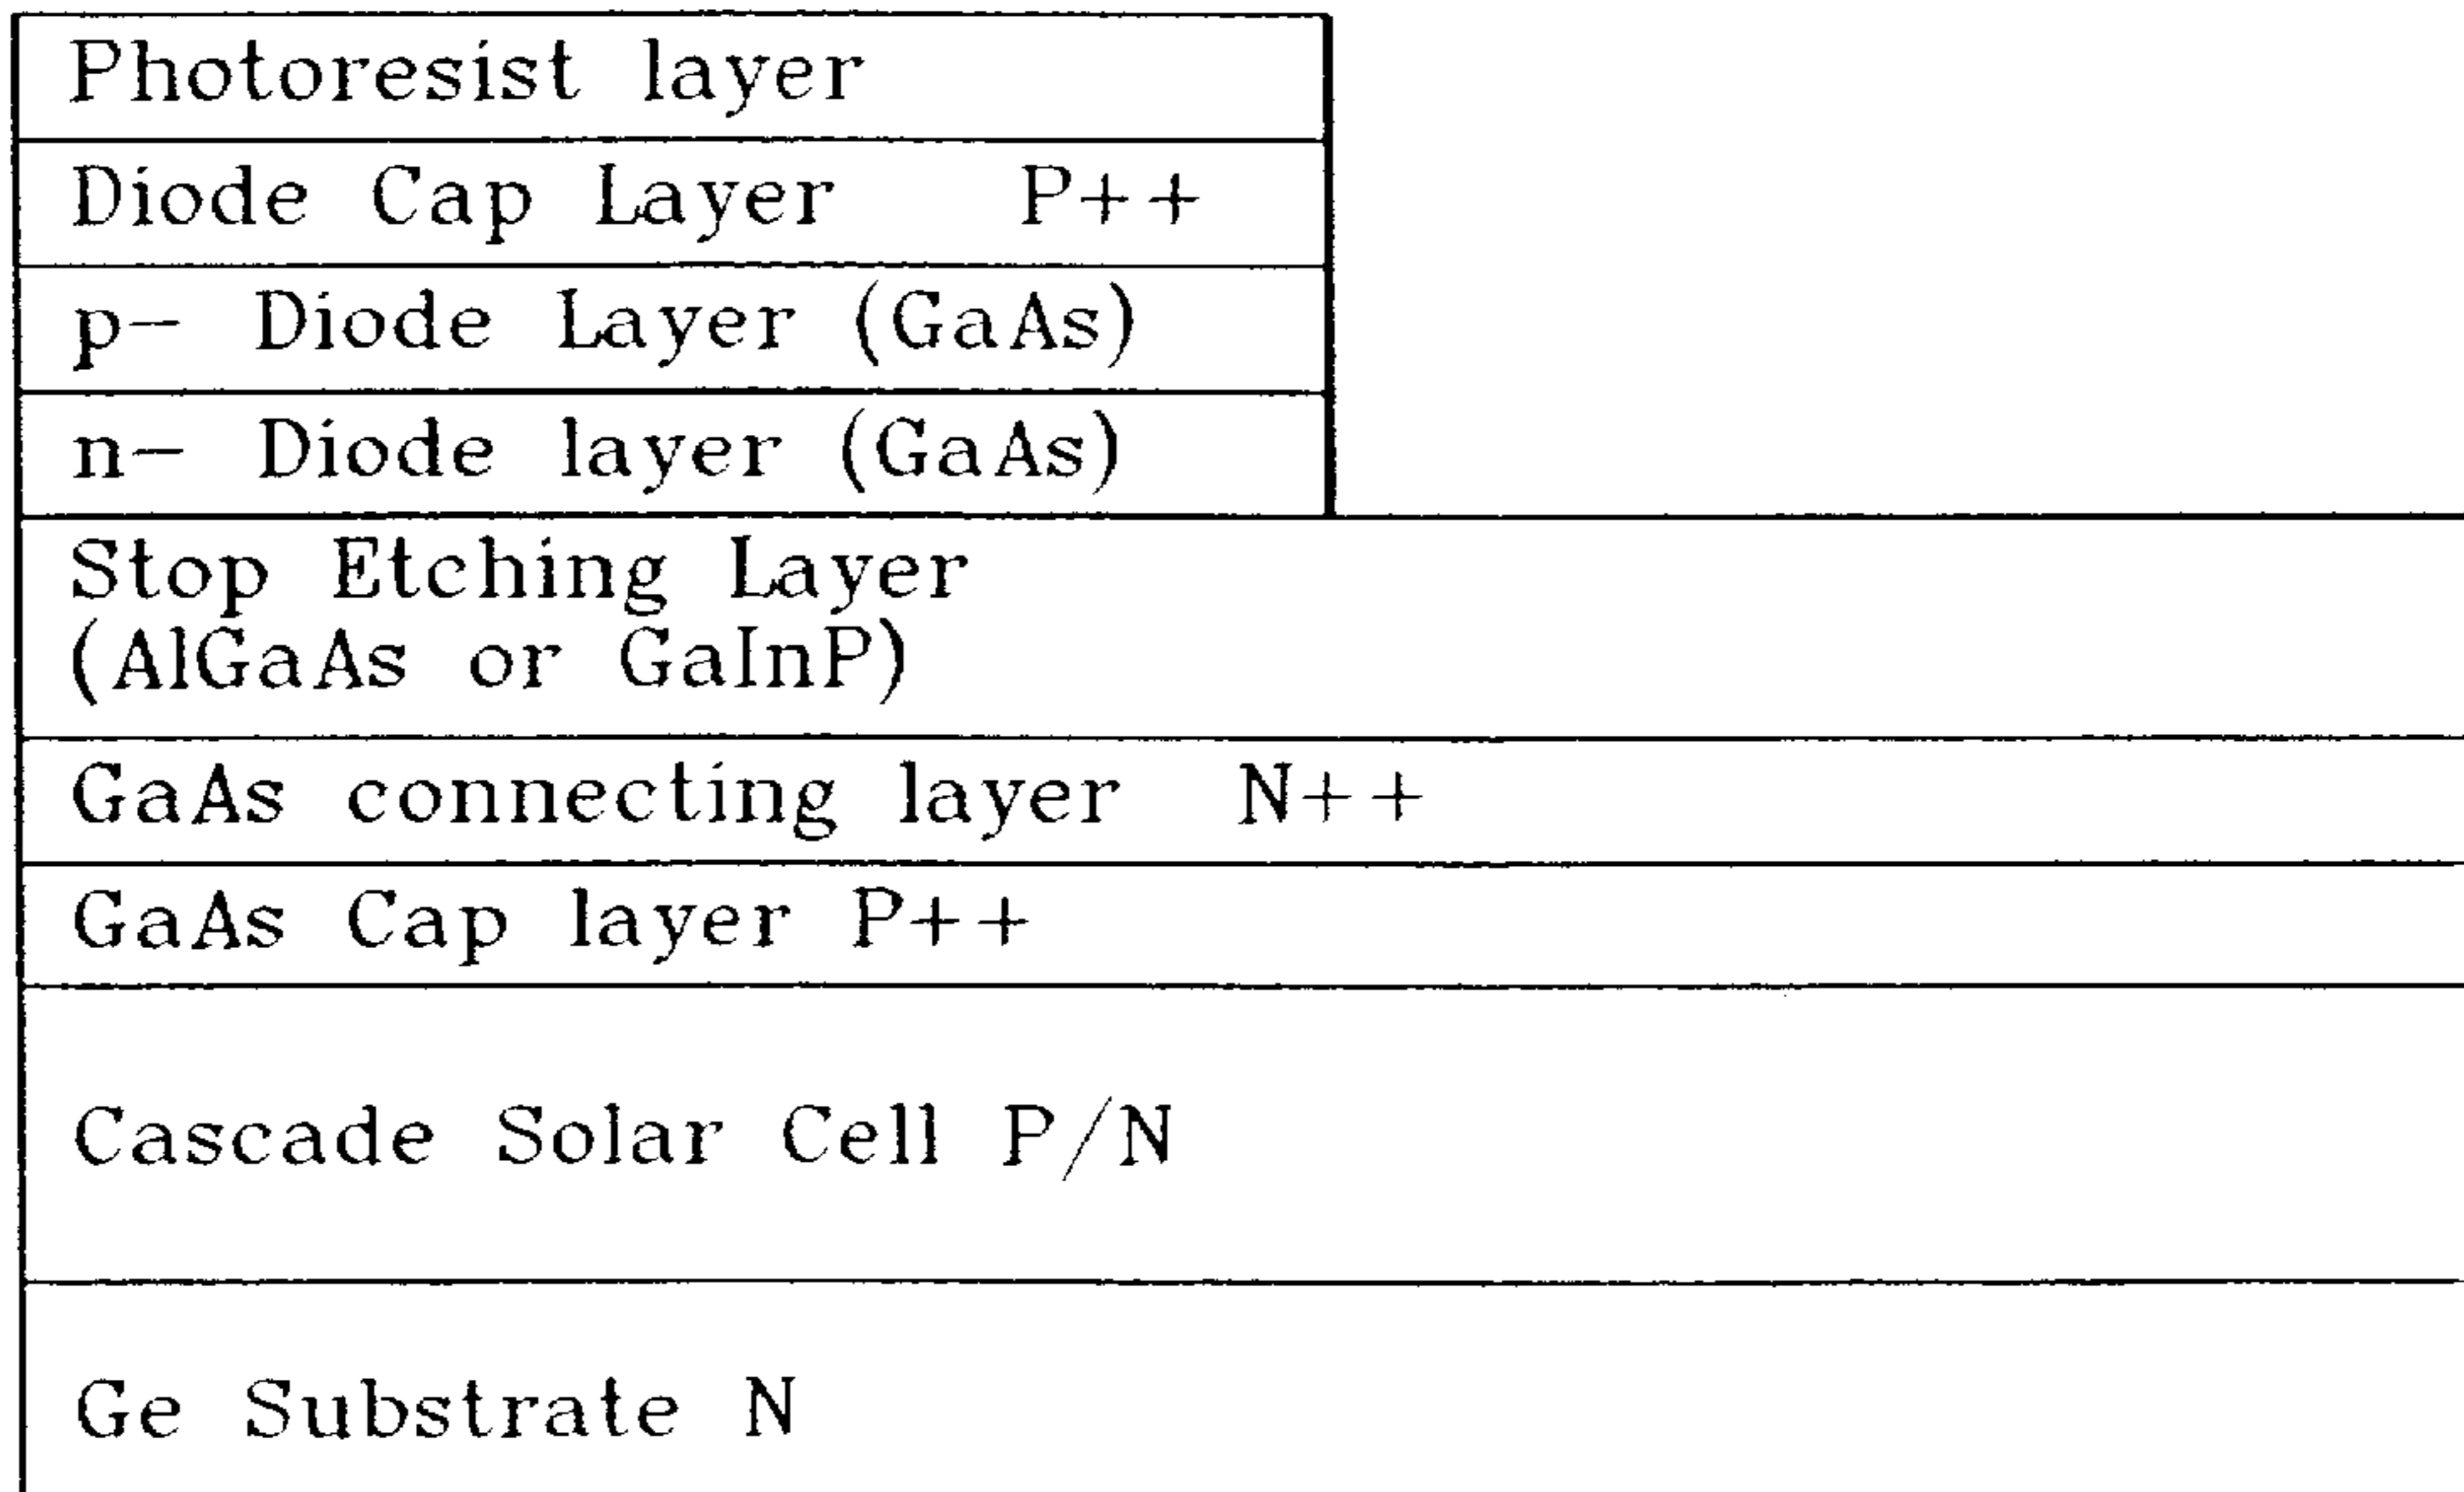 Photoresist layer
Diode Cap Layer P++
p- Diode Layer (GaAs)
n- Diode layer (GaAs)
Stop Etching Layer
(AlGaAs or GaInP)
GaAs connecting layer N++
GaAs Cap layer P++
Cascade Solar Cell P/N
Ge Substrate N